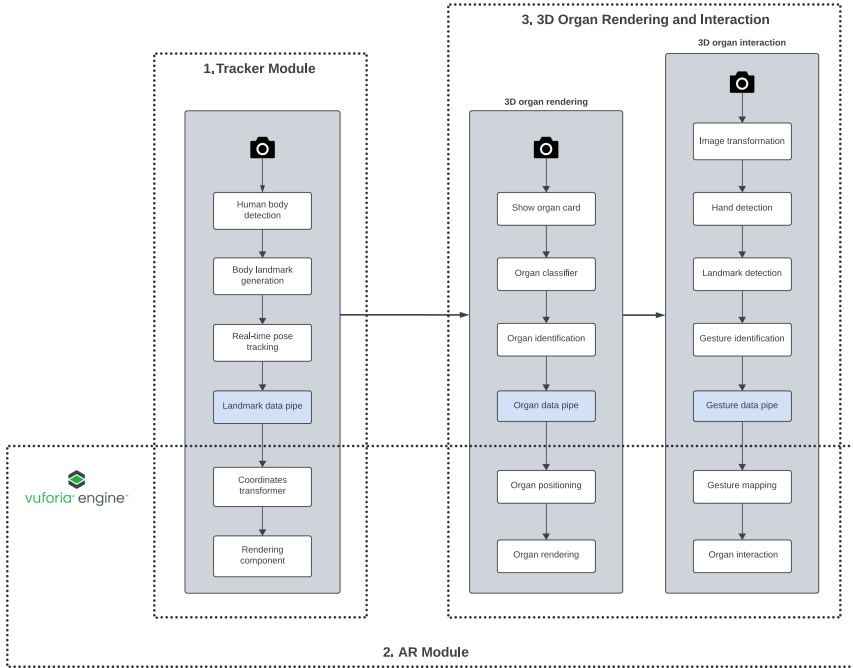 3. 3D Organ Rendering and Interaction
3D organ interaction
1. Tracker Module
3D organ rendering
Image transformation
Human body
detection
Show organ card
Hand detection
Body landmark
generation
Organ classifier
Landmark detection
Real-time pose
tracking
Organ identification
Gesture identification
Landmark data pipe
Organ data pipe
Gesture data pipe
vuforia engine™
Coordinates
transformer
Organ positioning
Gesture mapping
Rendering
component
Organ rendering
Organ interaction
2. AR Module